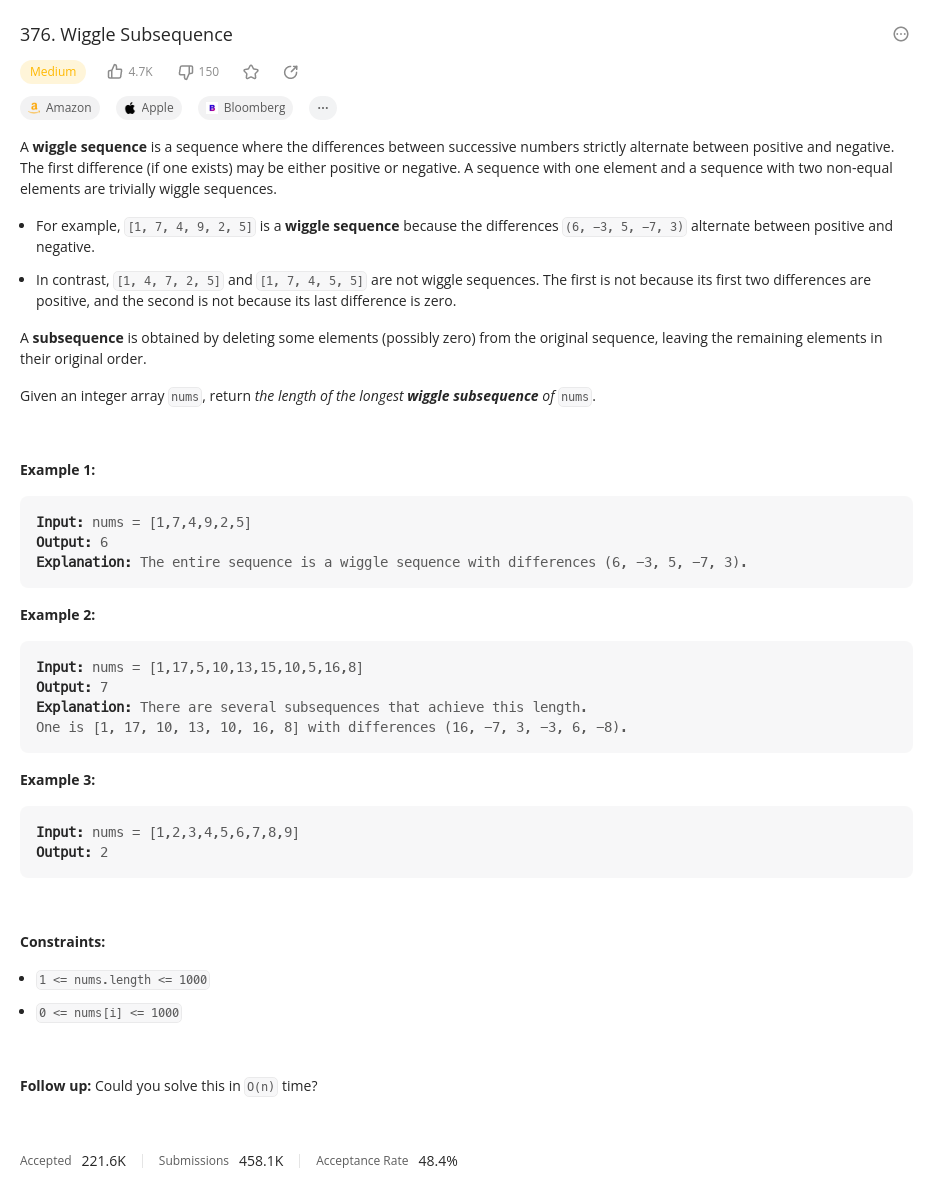 376. Wiggle Subsequence
Medium 4.7K 150
Amazon Apple Bloomberg ...
A wiggle sequence is a sequence where the differences between successive numbers strictly alternate between positive and negative.
The first difference (if one exists) may be either positive or negative. A sequence with one element and a sequence with two non-equal
elements are trivially wiggle sequences.
• For example, [1, 7, 4, 9, 2, 5] is a wiggle sequence because the differences (6, −3, 5, −7, 3) alternate between positive and
negative.
• In contrast, [1, 4, 7, 2, 5] and [1, 7, 4, 5, 5] are not wiggle sequences. The first is not because its first two differences are
positive, and the second is not because its last difference is zero.
A subsequence is obtained by deleting some elements (possibly zero) from the original sequence, leaving the remaining elements in
their original order.
Given an integer array nums, return the length of the longest wiggle subsequence of nums.
Example 1:
Input: nums = [1,7,4,9,2,5]
Output: 6
Explanation: The entire sequence is a wiggle sequence with differences (6, −3, 5, −7, 3).
Example 2:
Input: nums = [1,17,5,10,13,15,10,5,16,8]
Output: 7
Explanation: There are several subsequences that achieve this length.
One is [1, 17, 10, 13, 10, 16, 8] with differences (16, −7, 3, −3, 6, −8).
Example 3:
Input: nums = [1,2,3,4,5,6,7,8,9]
Output: 2
Constraints:
• 1 <= nums.length <= 1000
• 0 <= nums[i] <= 1000
Follow up: Could you solve this in O(n) time?
Accepted 221.6K Submissions 458.1K Acceptance Rate 48.4%